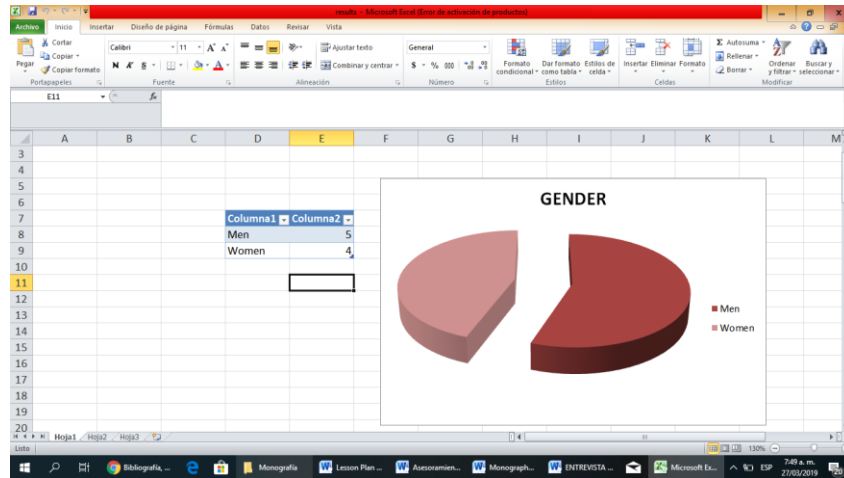 results - Microsoft Excel (Error de activación de productos)
Archivo Inicio Insertar Diseño de página Fórmulas Datos Revisar Vista
Pegar
Cortar
Copiar
Copiar formato
Portapapeles
Calibri 11
N K S
Fuente
Ajustar texto
Combinar y centrar
Alineación
General
$ % 000
Número
Formato condicional
Dar formato como tabla
Estilos de celda
Estilos
Insertar Eliminar Formato
Celdas
Autosuma
Rellenar
Borrar
Ordenar y filtrar
Buscar y seleccionar
Modificar
E11 fx
A B C D E F G H I J K L M
3
4
5
6
7 Columna1 Columna2
8 Men 5
9 Women 4
10
11
12
13
14
15
16
17
18
19
20
GENDER
Men
Women
Hoja1 Hoja2 Hoja3
Listo 130%
Bibliografía, ... Monografía Lesson Plan ... Asesoramien... Monograph... ENTREVISTA ... Microsoft Ex... ESP 7:49 a. m.
27/03/2019 20